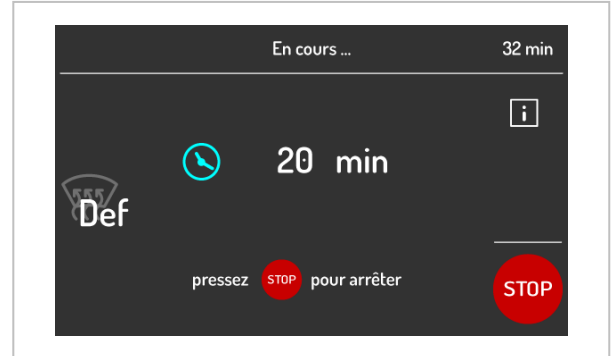 En cours ... 32 min
i
20 min
Def
pressez STOP pour arrêter
STOP